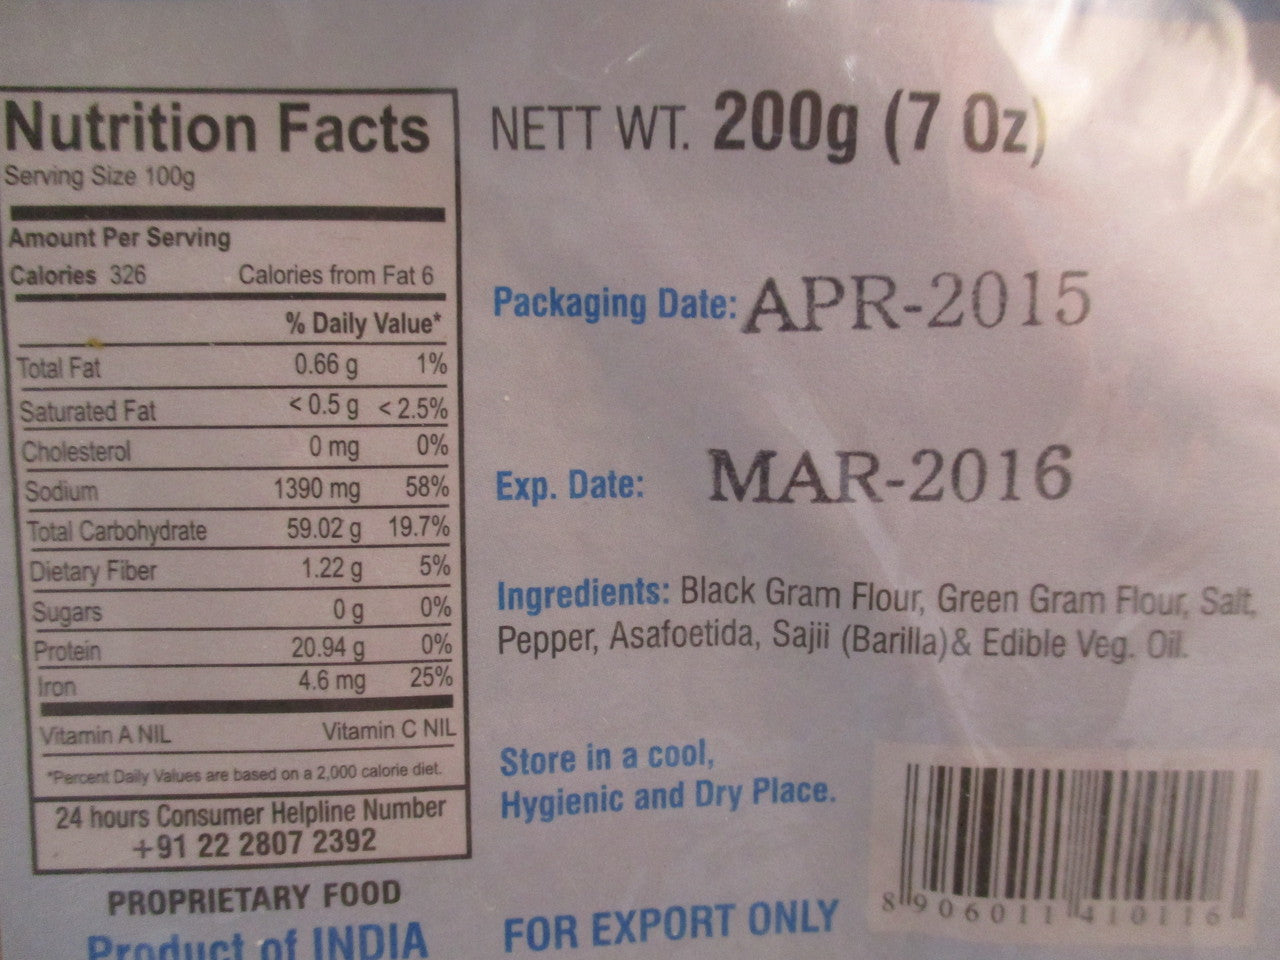 Nutrition Facts
Serving Size 100g
Amount Per Serving
Calories 326 Calories from Fat 6
% Daily Value*
Total Fat 0.66 g 1%
Saturated Fat < 0.5 g < 2.5%
Cholesterol 0 mg 0%
Sodium 1390 mg 58%
Total Carbohydrate 59.02 g 19.7%
Dietary Fiber 1.22 g 5%
Sugars 0 g 0%
Protein 20.94 g 0%
Iron 4.6 mg 25%
Vitamin A NIL Vitamin C NIL
*Percent Daily Values are based on a 2,000 calorie diet.
24 hours Consumer Helpline Number
+91 22 2807 2392
PROPRIETARY FOOD
Product of INDIA
NETT WT. 200g (7 Oz)
Packaging Date: APR-2015
Exp. Date: MAR-2016
Ingredients: Black Gram Flour, Green Gram Flour, Salt,
Pepper, Asafoetida, Sajii (Barilla)& Edible Veg. Oil.
Store in a cool,
Hygienic and Dry Place.
FOR EXPORT ONLY
8 906011 410116